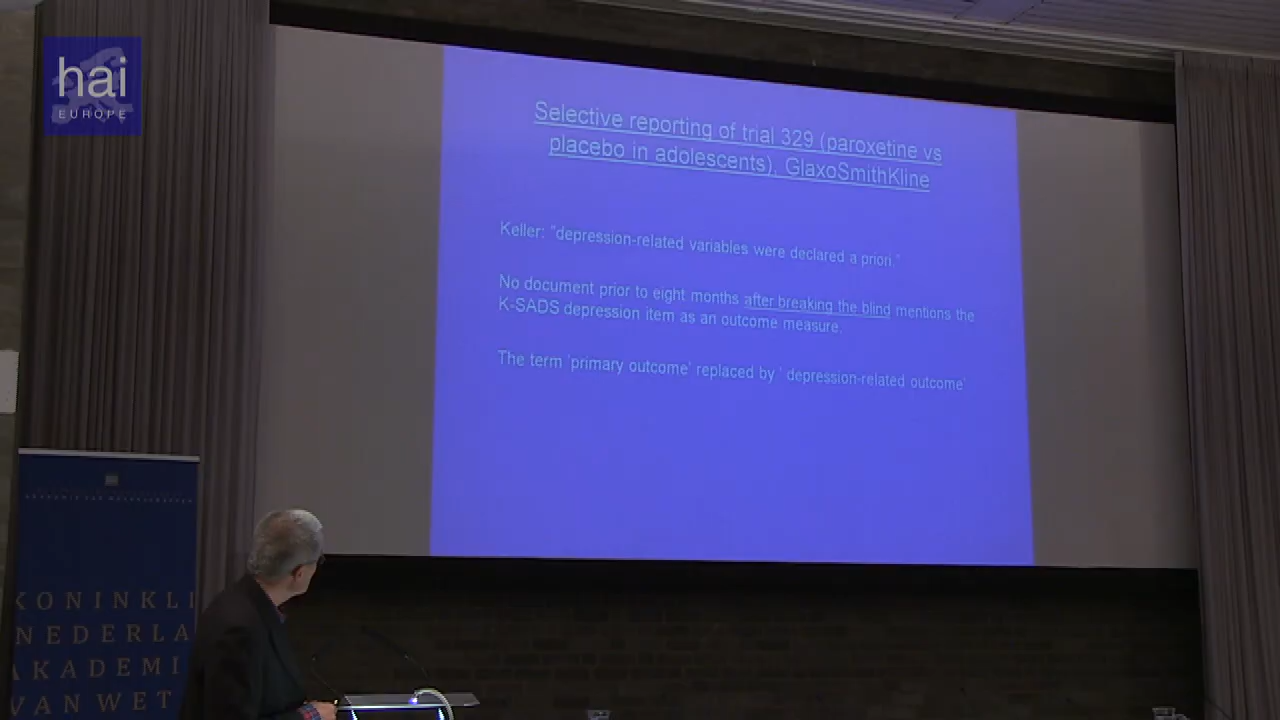 hai
EUROPE
Selective reporting of trial 329 (paroxetine vs
placebo in adolescents), GlaxoSmithKline
Keller: "depression-related variables were declared a priori."
No document prior to eight months after breaking the blind mentions the
K-SADS depression item as an outcome measure.
The term 'primary outcome' replaced by ' depression-related outcome'
KONINKLI
NEDERLA
AKADEMI
VAN WET